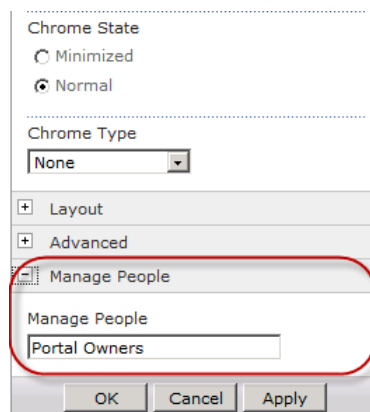 Chrome State
Minimized
Normal
Chrome Type
None
Layout
Advanced
Manage People
Manage People
Portal Owners
OK Cancel Apply